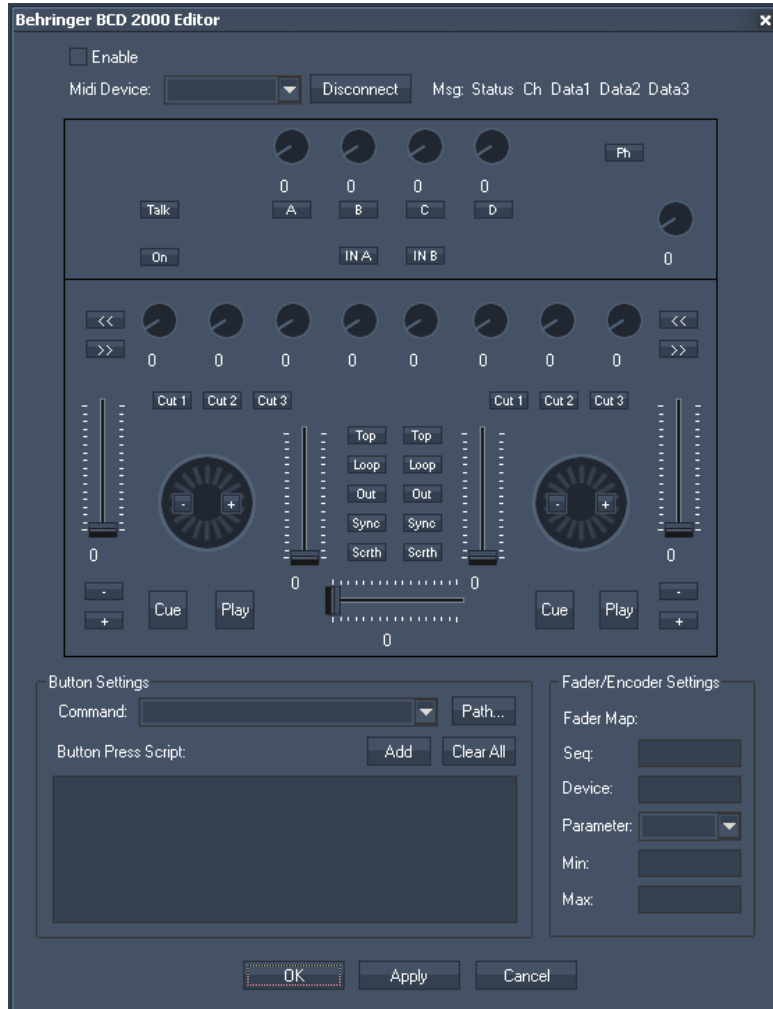 Behringer BCD 2000 Editor x
Enable
Midi Device: Disconnect Msg: Status Ch Data1 Data2 Data3
Ph
0 0 0 0
Talk A B C D
On IN A IN B 0
<< <<
>> >>
0 0 0 0 0 0 0 0
Cut 1 Cut 2 Cut 3 Cut 1 Cut 2 Cut 3
Top Top
Loop Loop
Out Out
- + - +
Sync Sync
Scrth Scrth
0 0
0 0
- -
Cue Play Cue Play
+ +
0
Button Settings
Command: Path...
Button Press Script: Add Clear All
Fader/Encoder Settings
Fader Map:
Seq:
Device:
Parameter:
Min:
Max:
OK Apply Cancel